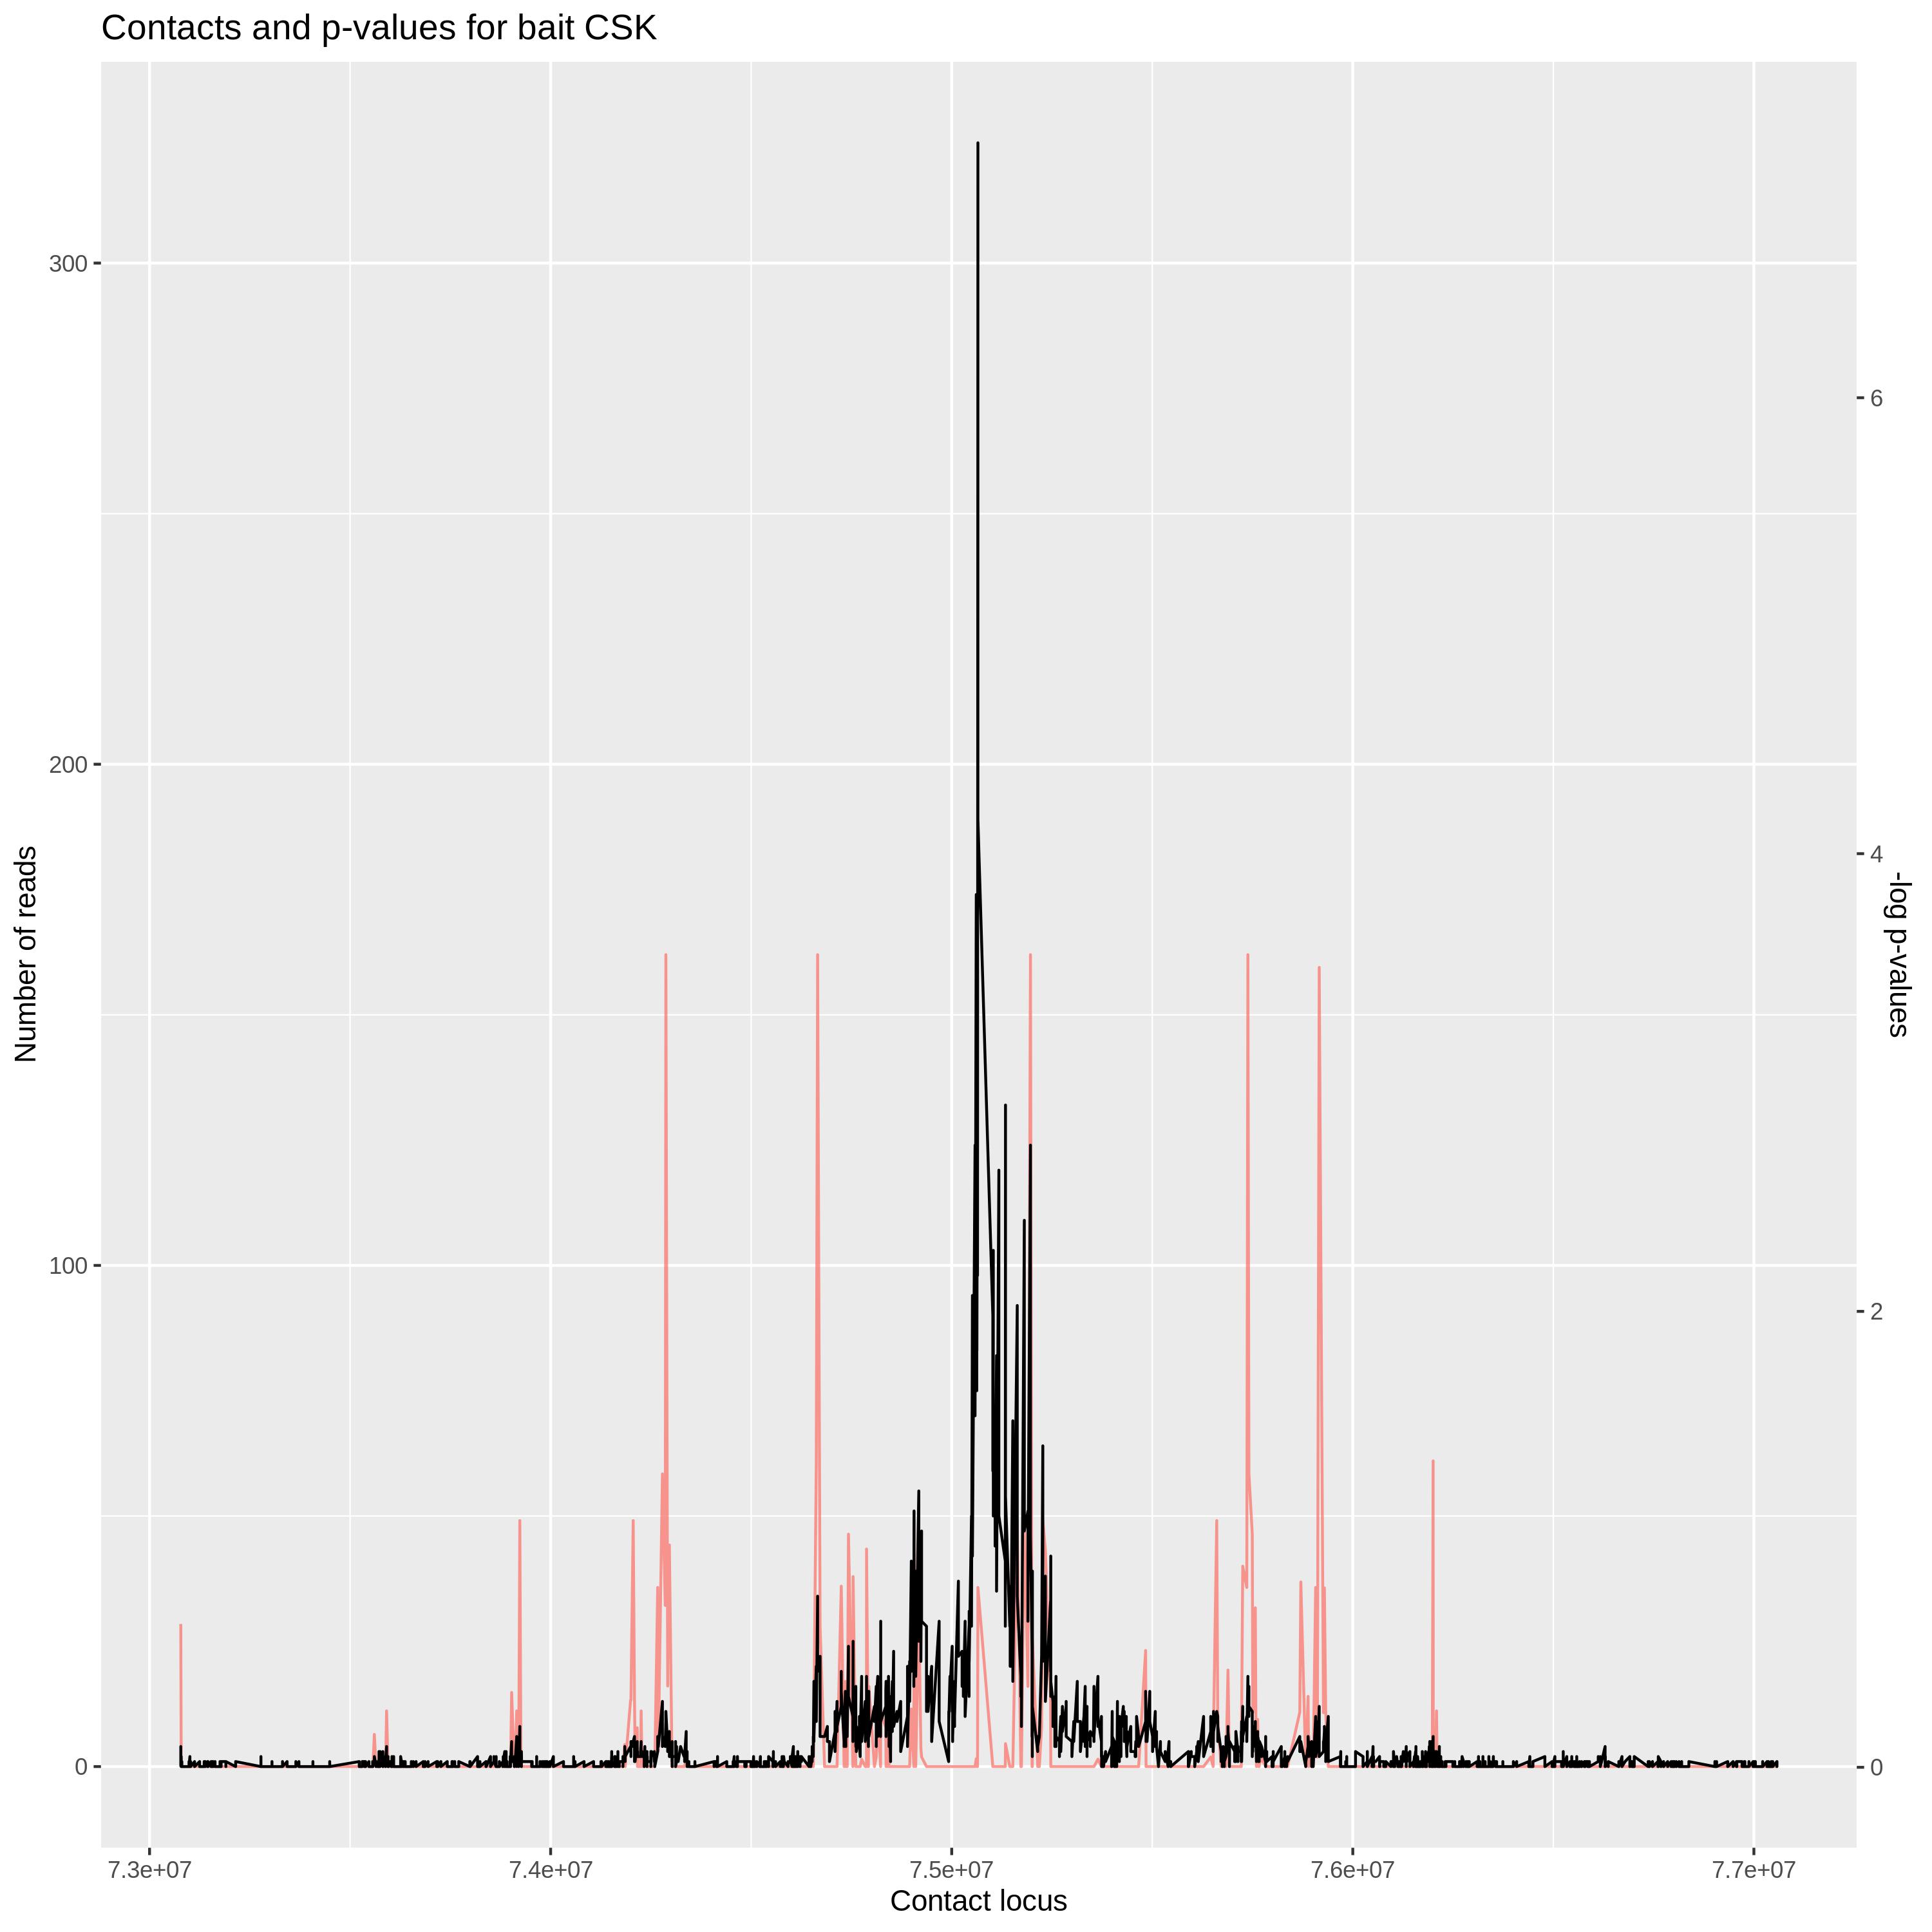 Contacts and p-values for bait CSK
Number of reads
300
200
100
0
6
4
2
0
-log p-values
7.3e+07
7.4e+07
7.5e+07
7.6e+07
7.7e+07
Contact locus